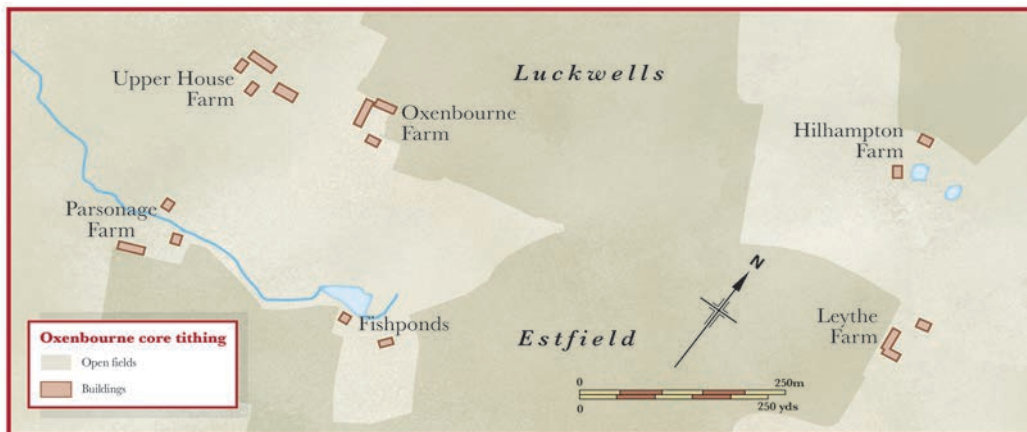 Luckwells
Upper House
Farm
Oxenbourne
Farm
Hilhampton
Farm
Parsonage
Farm
N
Fishponds
Estfield
Leythe
Farm
Oxenbourne core tithing
Open fields
Buildings
0
250m
0
250 yds